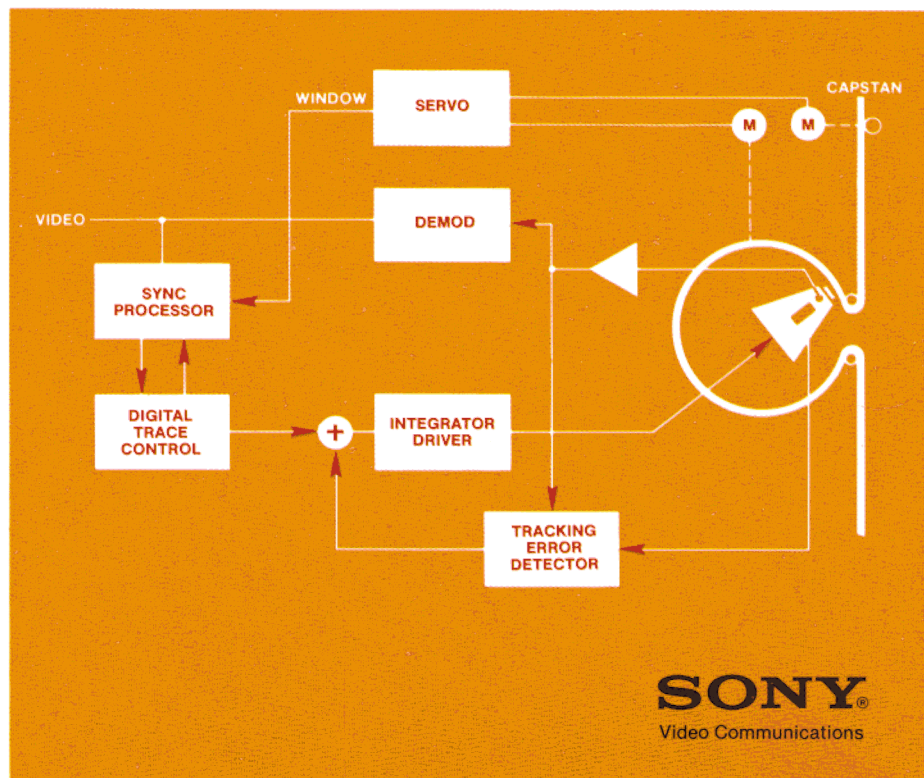 CAPSTAN
WINDOW
SERVO
M
M
VIDEO
DEMOD
SYNC
PROCESSOR
DIGITAL
TRACE
CONTROL
+
INTEGRATOR
DRIVER
TRACKING
ERROR
DETECTOR
SONY®
Video Communications